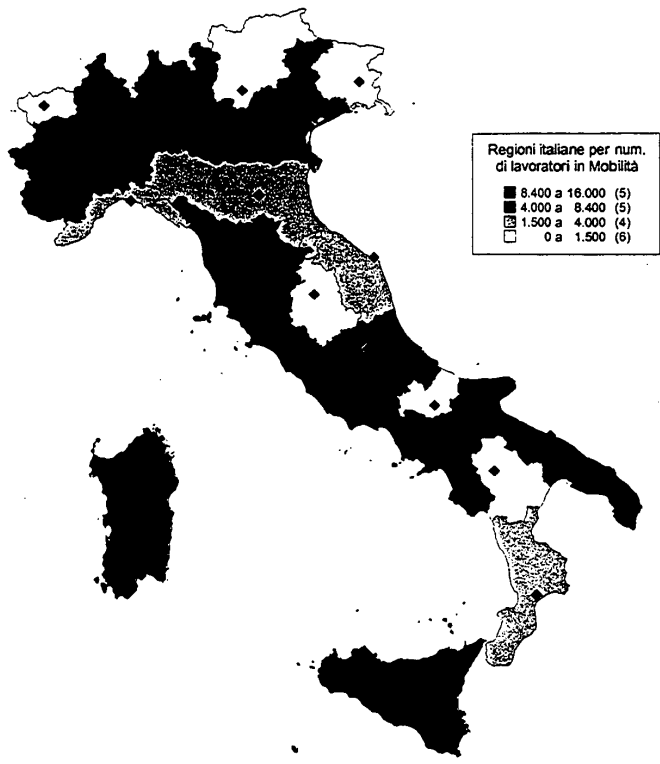 Regioni italiane per num.
di lavoratori in Mobilità
8.400 a 16.000 (5)
4.000 a 8.400 (5)
1.500 a 4.000 (4)
0 a 1.500 (6)